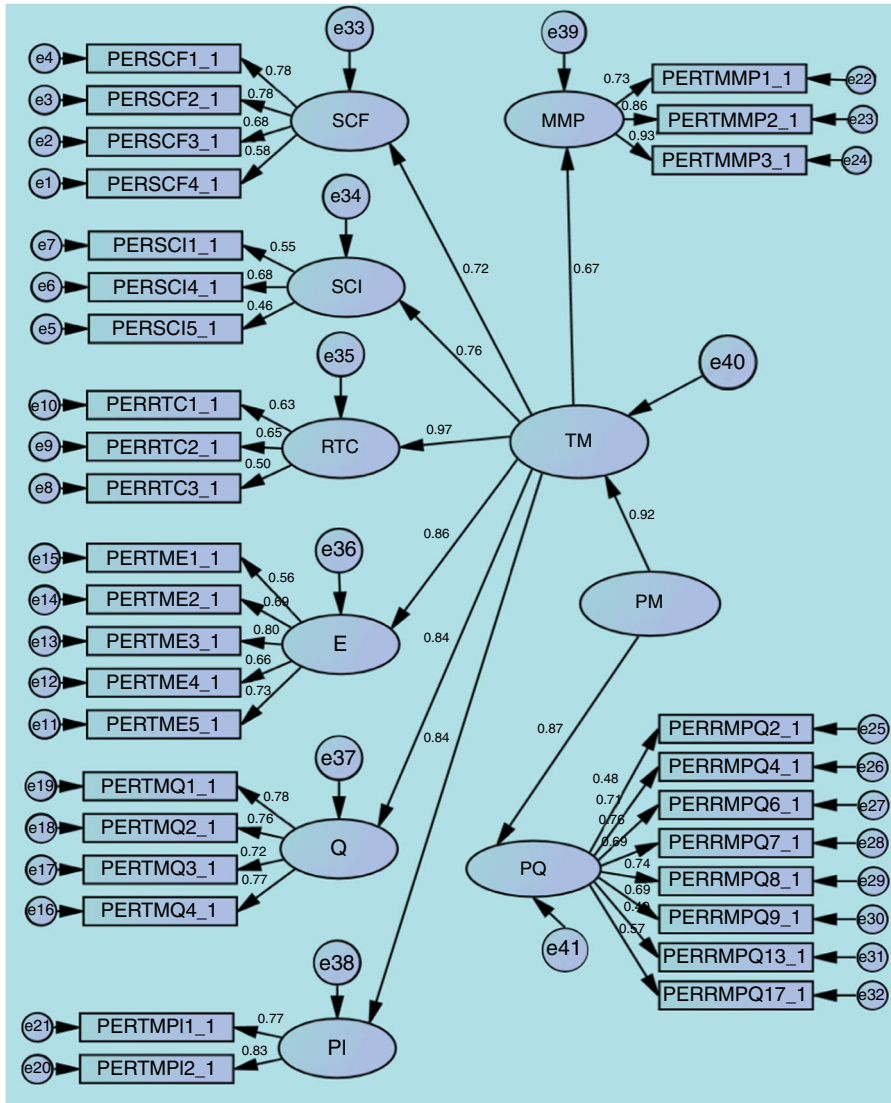 e33
e4
PERSCF1_1
0.78
e3
PERSCF2_1
0.78
SCF
e2
PERSCF3_1
0.68
e1
PERSCF4_1
0.58
e39
MMP
0.73
PERTMMP1_1
e22
0.86
PERTMMP2_1
e23
0.93
PERTMMP3_1
e24
e34
e7
PERSCI1_1
0.55
e6
PERSCI4_1
0.68
SCI
e5
PERSCI5_1
0.46
0.72
0.67
0.76
e35
e10
PERRTC1_1
0.63
e9
PERRTC2_1
0.65
RTC
e8
PERRTC3_1
0.50
0.97
TM
e40
0.92
PM
e36
e15
PERTME1_1
0.56
e14
PERTME2_1
0.69
e13
PERTME3_1
0.80
E
e12
PERTME4_1
0.66
e11
PERTME5_1
0.73
0.86
0.84
0.84
0.87
e37
e19
PERTMQ1_1
0.78
e18
PERTMQ2_1
0.76
Q
e17
PERTMQ3_1
0.72
e16
PERTMQ4_1
0.77
PQ
e41
0.48
PERRMPQ2_1
e25
0.71
PERRMPQ4_1
e26
0.76
PERRMPQ6_1
e27
0.69
PERRMPQ7_1
e28
0.74
PERRMPQ8_1
e29
0.69
PERRMPQ9_1
e30
PERRMPQ13_1
e31
0.57
PERRMPQ17_1
e32
e38
e21
PERTMPI1_1
0.77
PI
e20
PERTMPI2_1
0.83